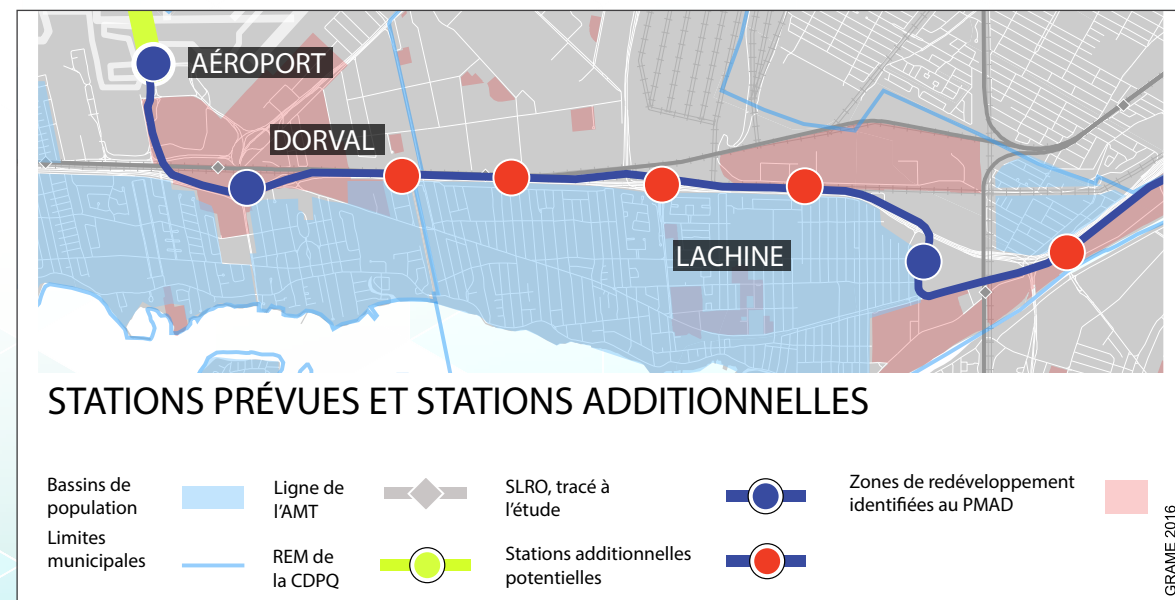 AÉROPORT
DORVAL
LACHINE
STATIONS PRÉVUES ET STATIONS ADDITIONNELLES
Bassins de
population
Limites
municipales
Ligne de
l'AMT
REM de
la CDPQ
SLRO, tracé à
l'étude
Stations additionnelles
potentielles
Zones de redéveloppement
identifiées au PMAD
GRAME 2016